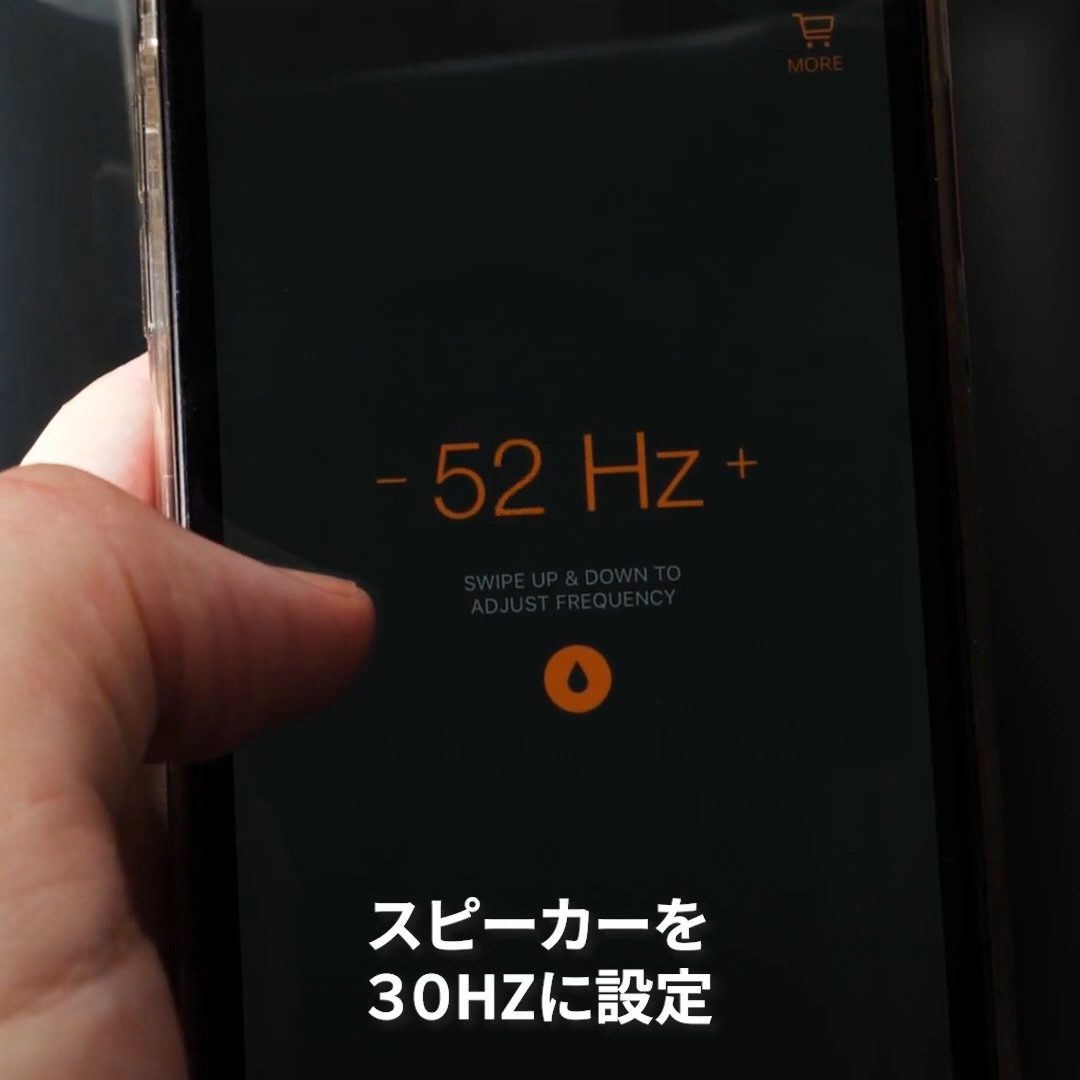 MORE
- 52 Hz +
SWIPE UP & DOWN TO
ADJUST FREQUENCY
スピーカーを
30HZに設定